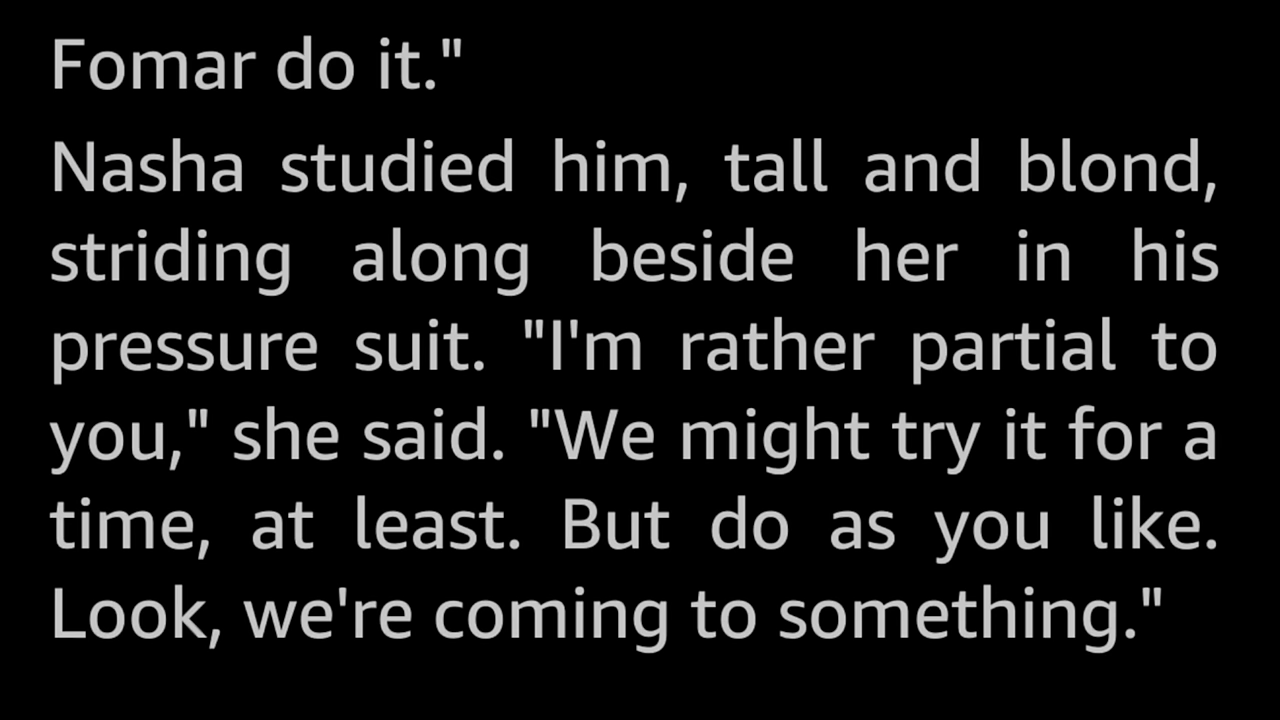 Fomar do it."
Nasha studied him, tall and blond,
striding along beside her in his
pressure suit. "I'm rather partial to
you," she said. "We might try it for a
time, at least. But do as you like.
Look, we're coming to something."